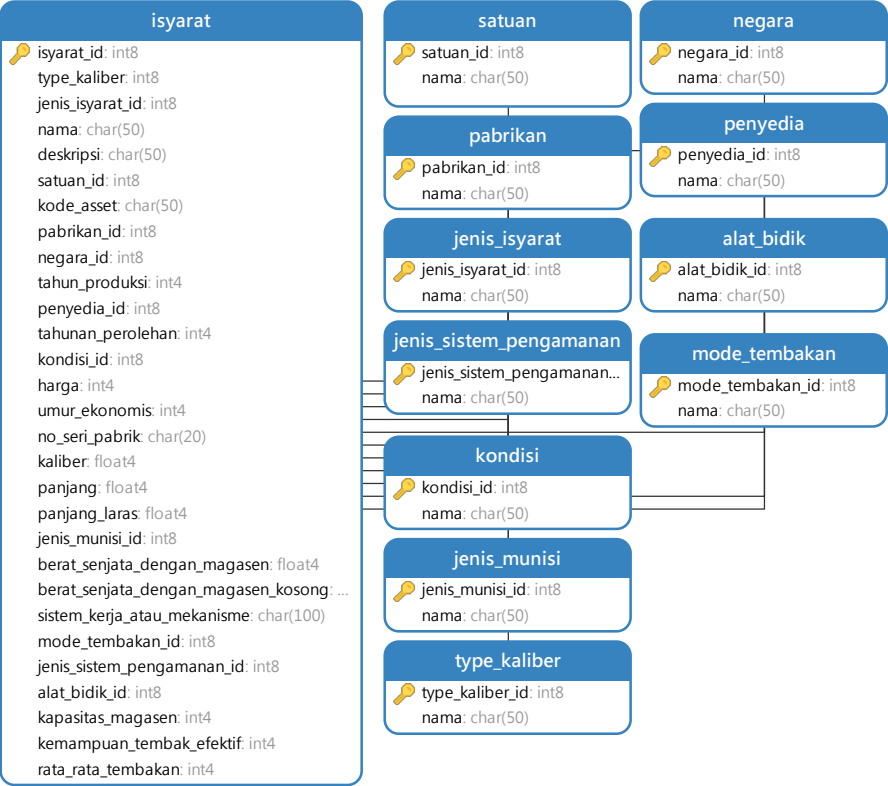 isyarat
isyarat_id: int8
type_kaliber: int8
jenis_isyarat_id: int8
nama: char(50)
deskripsi: char(50)
satuan_id: int8
kode_asset: char(50)
pabrikan_id: int8
negara_id: int8
tahun_produksi: int4
penyedia_id: int8
tahunan_perolehan: int4
kondisi_id: int8
harga: int4
umur_ekonomis: int4
no_seri_pabrik: char(20)
kaliber: float4
panjang: float4
panjang_laras: float4
jenis_munisi_id: int8
berat_senjata_dengan_magasen: float4
berat_senjata_dengan_magasen_kosong: ...
sistem_kerja_atau_mekanisme: char(100)
mode_tembakan_id: int8
jenis_sistem_pengamanan_id: int8
alat_bidik_id: int8
kapasitas_magasen: int4
kemampuan_tembak_efektif: int4
rata_rata_tembakan: int4
satuan
satuan_id: int8
nama: char(50)
pabrikan
pabrikan_id: int8
nama: char(50)
jenis_isyarat
jenis_isyarat_id: int8
nama: char(50)
jenis_sistem_pengamanan
jenis_sistem_pengamanan...
nama: char(50)
kondisi
kondisi_id: int8
nama: char(50)
jenis_munisi
jenis_munisi_id: int8
nama: char(50)
type_kaliber
type_kaliber_id: int8
nama: char(50)
negara
negara_id: int8
nama: char(50)
penyedia
penyedia_id: int8
nama: char(50)
alat_bidik
alat_bidik_id: int8
nama: char(50)
mode_tembakan
mode_tembakan_id: int8
nama: char(50)